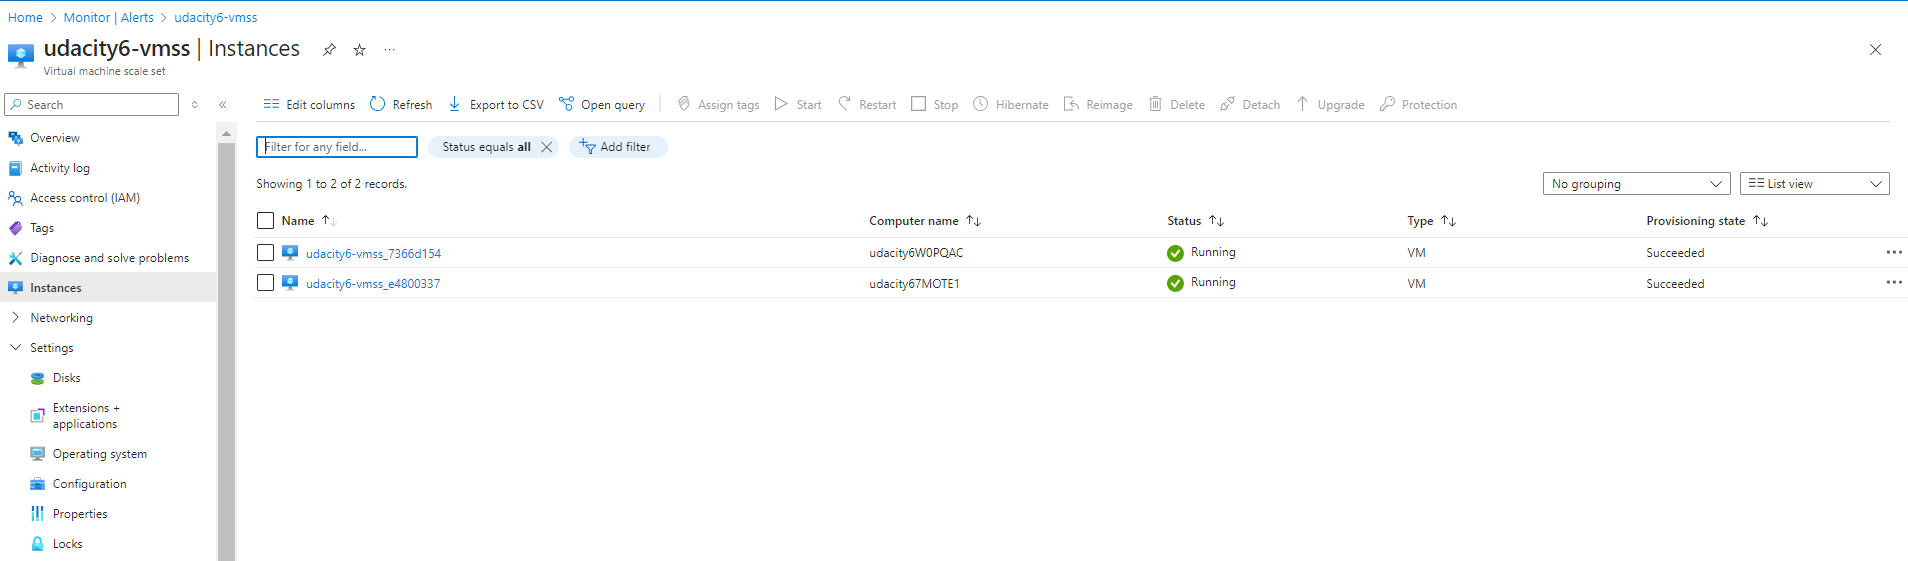 Home > Monitor | Alerts > udacity6-vmss
udacity6-vmss | Instances
Virtual machine scale set
Search
Overview
Activity log
Access control (IAM)
Tags
Diagnose and solve problems
Instances
Networking
Settings
Disks
Extensions +
applications
Operating system
Configuration
Properties
Locks
Edit columns Refresh Export to CSV Open query Assign tags Start Restart Stop Hibernate Reimage Delete Detach Upgrade Protection
Filter for any field... Status equals all Add filter
Showing 1 to 2 of 2 records. No grouping List view
Name Computer name Status Type Provisioning state
udacity6-vmss_7366d154 udacity6W0PQAC Running VM Succeeded
udacity6-vmss_e4800337 udacity67MOTE1 Running VM Succeeded